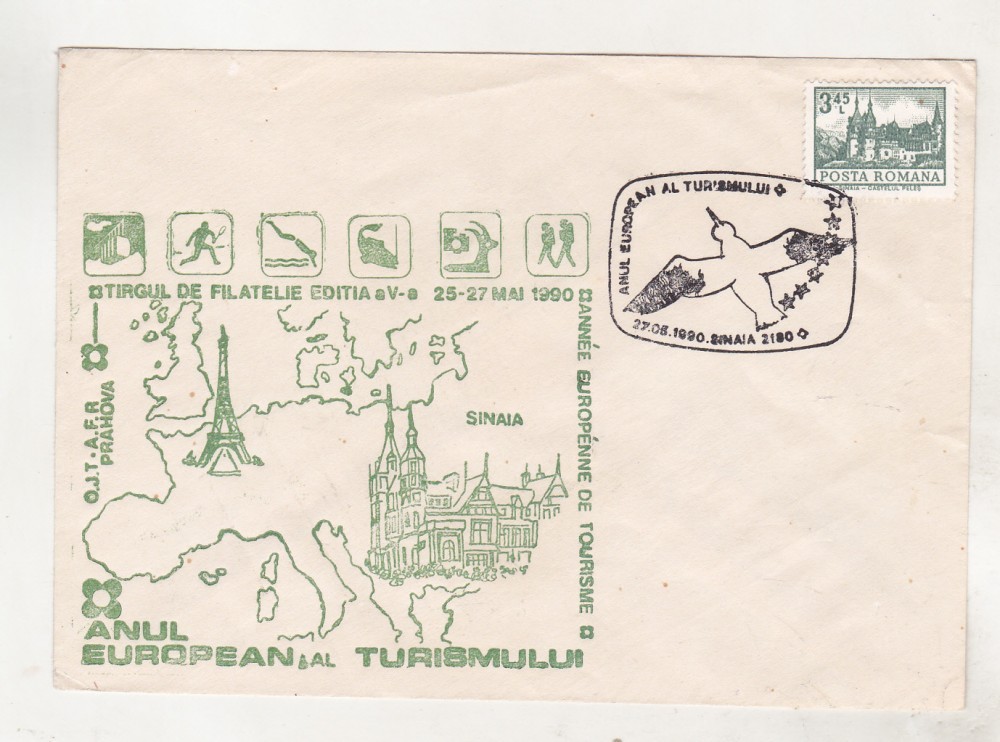 3 45 L
POSTA ROMANA
SINAIA - CASTELUL PELEȘ
ANUL EUROPEAN AL TURISMULUI
27.05.1990. SINAIA 2180
TIRGUL DE FILATELIE EDITIA a V-a 25-27 MAI 1990
ANNÉE EUROPÉNNE DE TOURISME
O.J.T - A.F.R
PRAHOVA
SINAIA
ANUL
EUROPEAN AL TURISMULUI